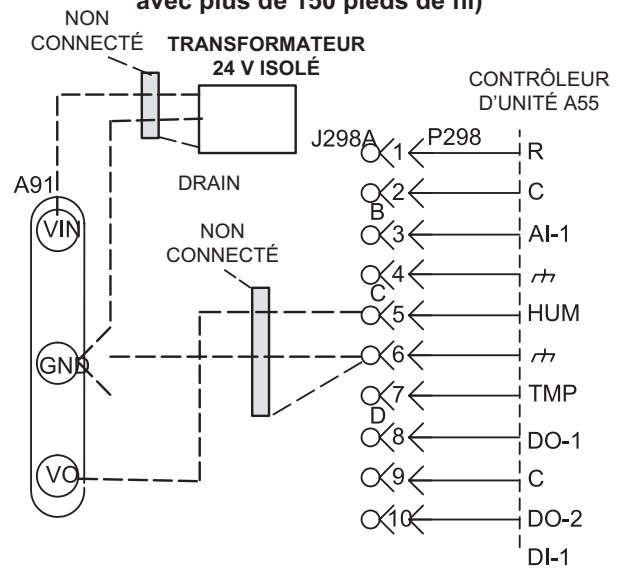 avec plus de 150 pieds de fil)
NON
CONNECTÉ
TRANSFORMATEUR
24 V ISOLÉ
CONTRÔLEUR
D'UNITÉ A55
J298A
P298
1
R
A91
DRAIN
2
C
B
VIN
NON
CONNECTÉ
3
AI-1
4
C
5
HUM
GND
6
7
TMP
D
8
DO-1
VO
9
C
10
DO-2
DI-1